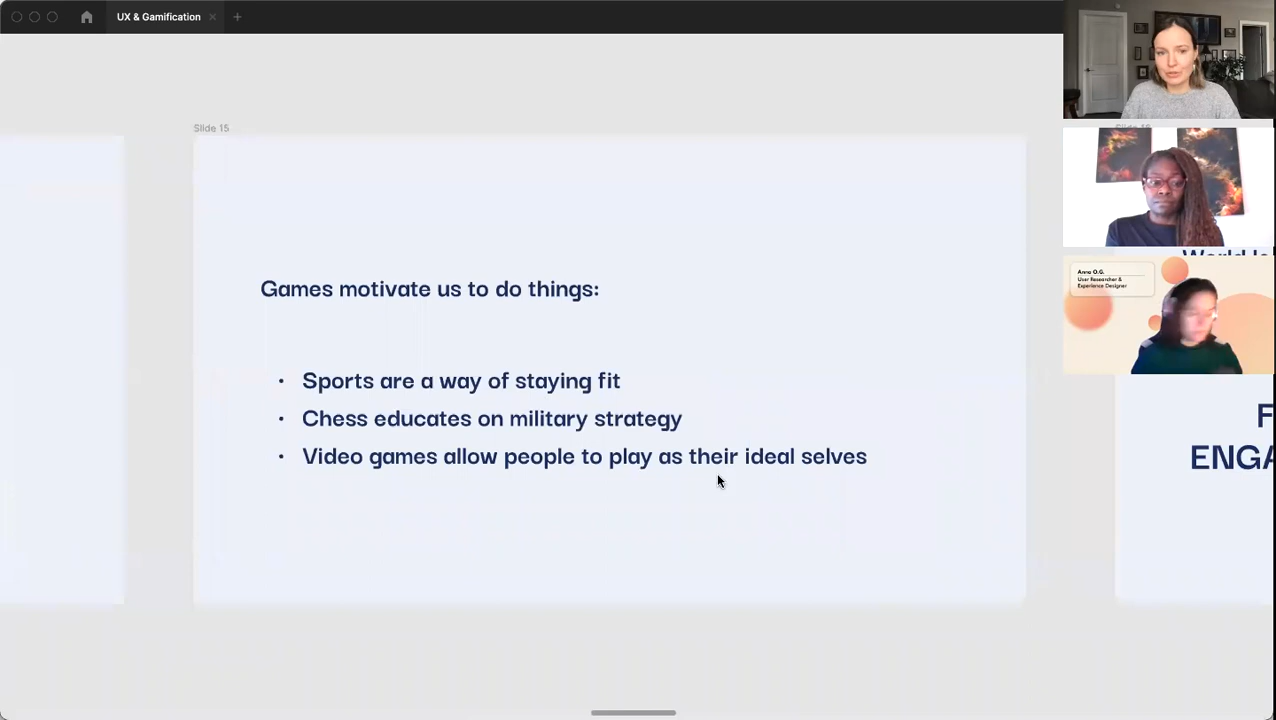 UX & Gamification
Slide 15
Games motivate us to do things:
• Sports are a way of staying fit
• Chess educates on military strategy
• Video games allow people to play as their ideal selves
Anna O.G.
User Researcher &
Experience Designer
F
ENGA